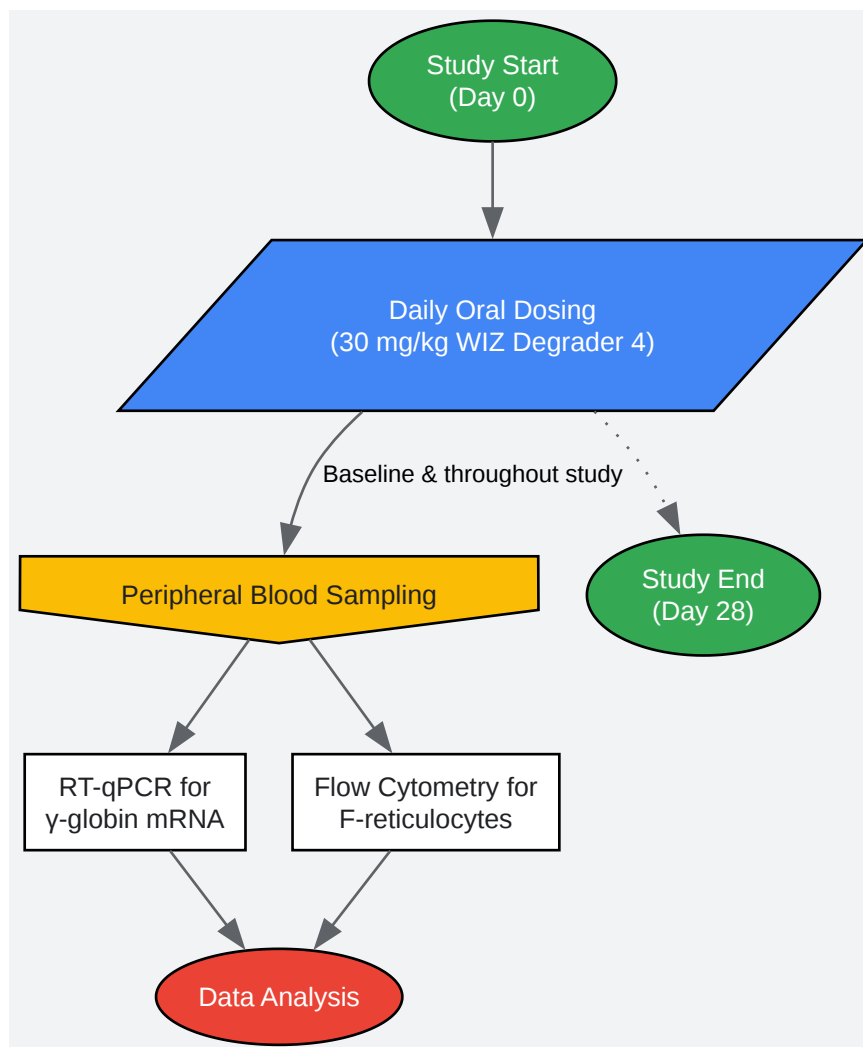 Study Start
(Day 0)
Daily Oral Dosing
(30 mg/kg WIZ Degrader 4)
Baseline & throughout study
Peripheral Blood Sampling
Study End
(Day 28)
RT-qPCR for
γ-globin mRNA
Flow Cytometry for
F-reticulocytes
Data Analysis